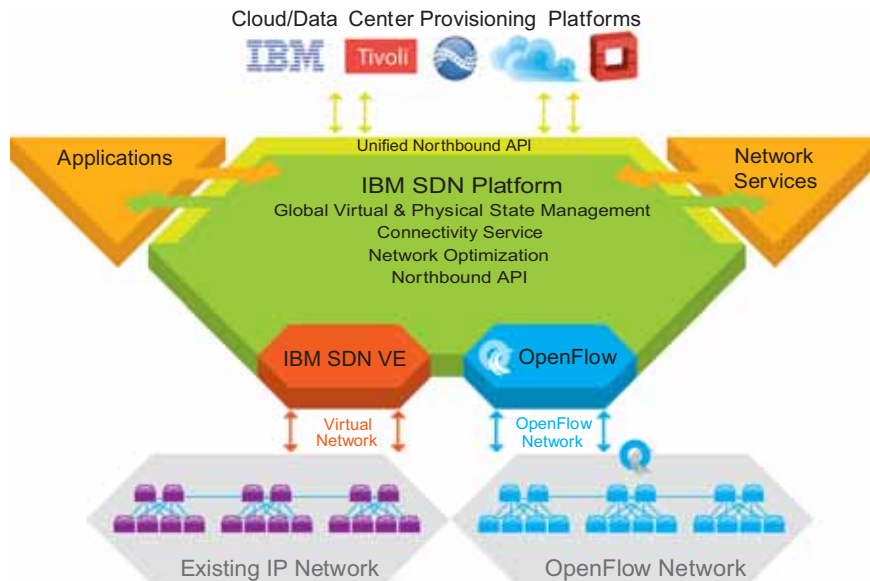 Cloud/Data Center Provisioning Platforms
IBM
Tivoli
Unified Northbound API
Applications
Network
Services
IBM SDN Platform
Global Virtual & Physical State Management
Connectivity Service
Network Optimization
Northbound API
IBM SDN VE
OpenFlow
Virtual
Network
OpenFlow
Network
Existing IP Network
OpenFlow Network